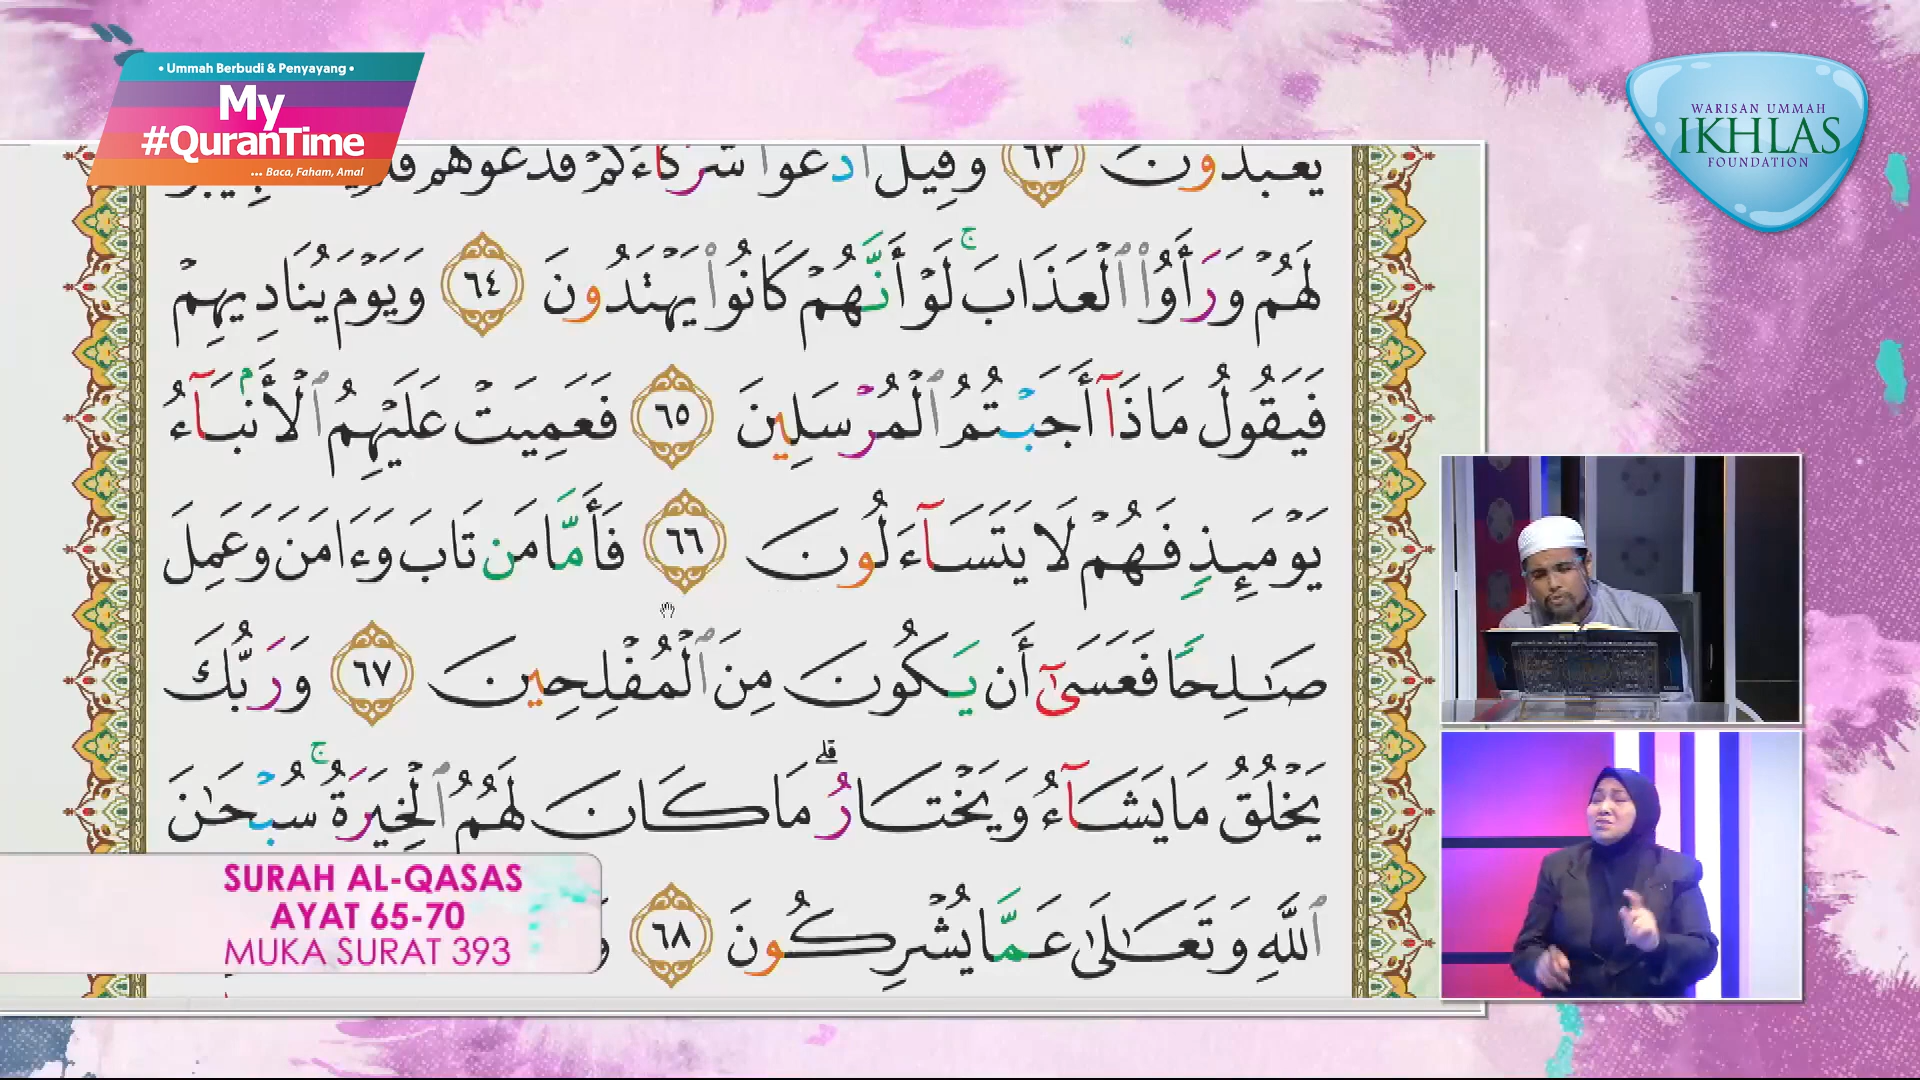 • Ummah Berbudi & Penyayang •
My
#QuranTime
... Baca, Faham, Amal
WARISAN UMMAH
IKHLAS
FOUNDATION
يَعْبُدُونَ ٦٣ وَقِيلَ ٱدْعُوا۟ شُرَكَآءَكُمْ فَدَعَوْهُمْ
لَهُمْ وَرَأَوُا۟ ٱلْعَذَابَ ۚ لَوْ أَنَّهُمْ كَانُوا۟ يَهْتَدُونَ ٦٤ وَيَوْمَ يُنَادِيهِمْ
فَيَقُولُ مَاذَآ أَجَبْتُمُ ٱلْمُرْسَلِينَ ٦٥ فَعَمِيَتْ عَلَيْهِمُ ٱلْأَنۢبَآءُ
يَوْمَئِذٍ فَهُمْ لَا يَتَسَآءَلُونَ ٦٦ فَأَمَّا مَن تَابَ وَءَامَنَ وَعَمِلَ
صَـٰلِحًا فَعَسَىٰٓ أَن يَكُونَ مِنَ ٱلْمُفْلِحِينَ ٦٧ وَرَبُّكَ
يَخْلُقُ مَا يَشَآءُ وَيَخْتَارُ ۗ مَا كَانَ لَهُمُ ٱلْخِيَرَةُ ۚ سُبْحَـٰنَ
ٱللَّهِ وَتَعَـٰلَىٰ عَمَّا يُشْرِكُونَ ٦٨
SURAH AL-QASAS
AYAT 65-70
MUKA SURAT 393